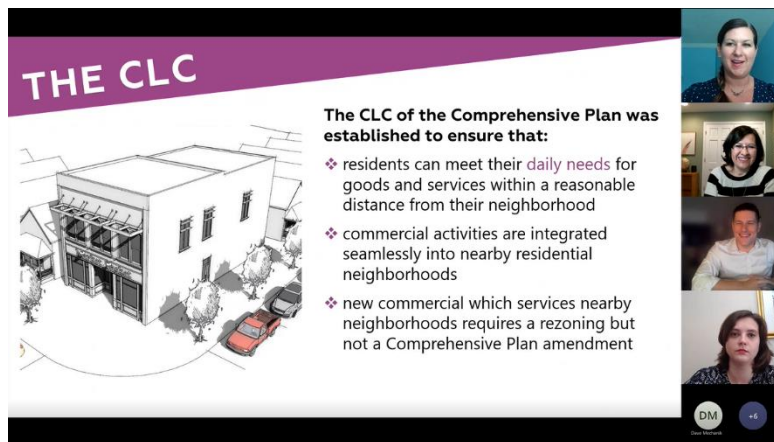 THE CLC
The CLC of the Comprehensive Plan was
established to ensure that:
❖ residents can meet their daily needs for
goods and services within a reasonable
distance from their neighborhood
❖ commercial activities are integrated
seamlessly into nearby residential
neighborhoods
❖ new commercial which services nearby
neighborhoods requires a rezoning but
not a Comprehensive Plan amendment
DM
+6